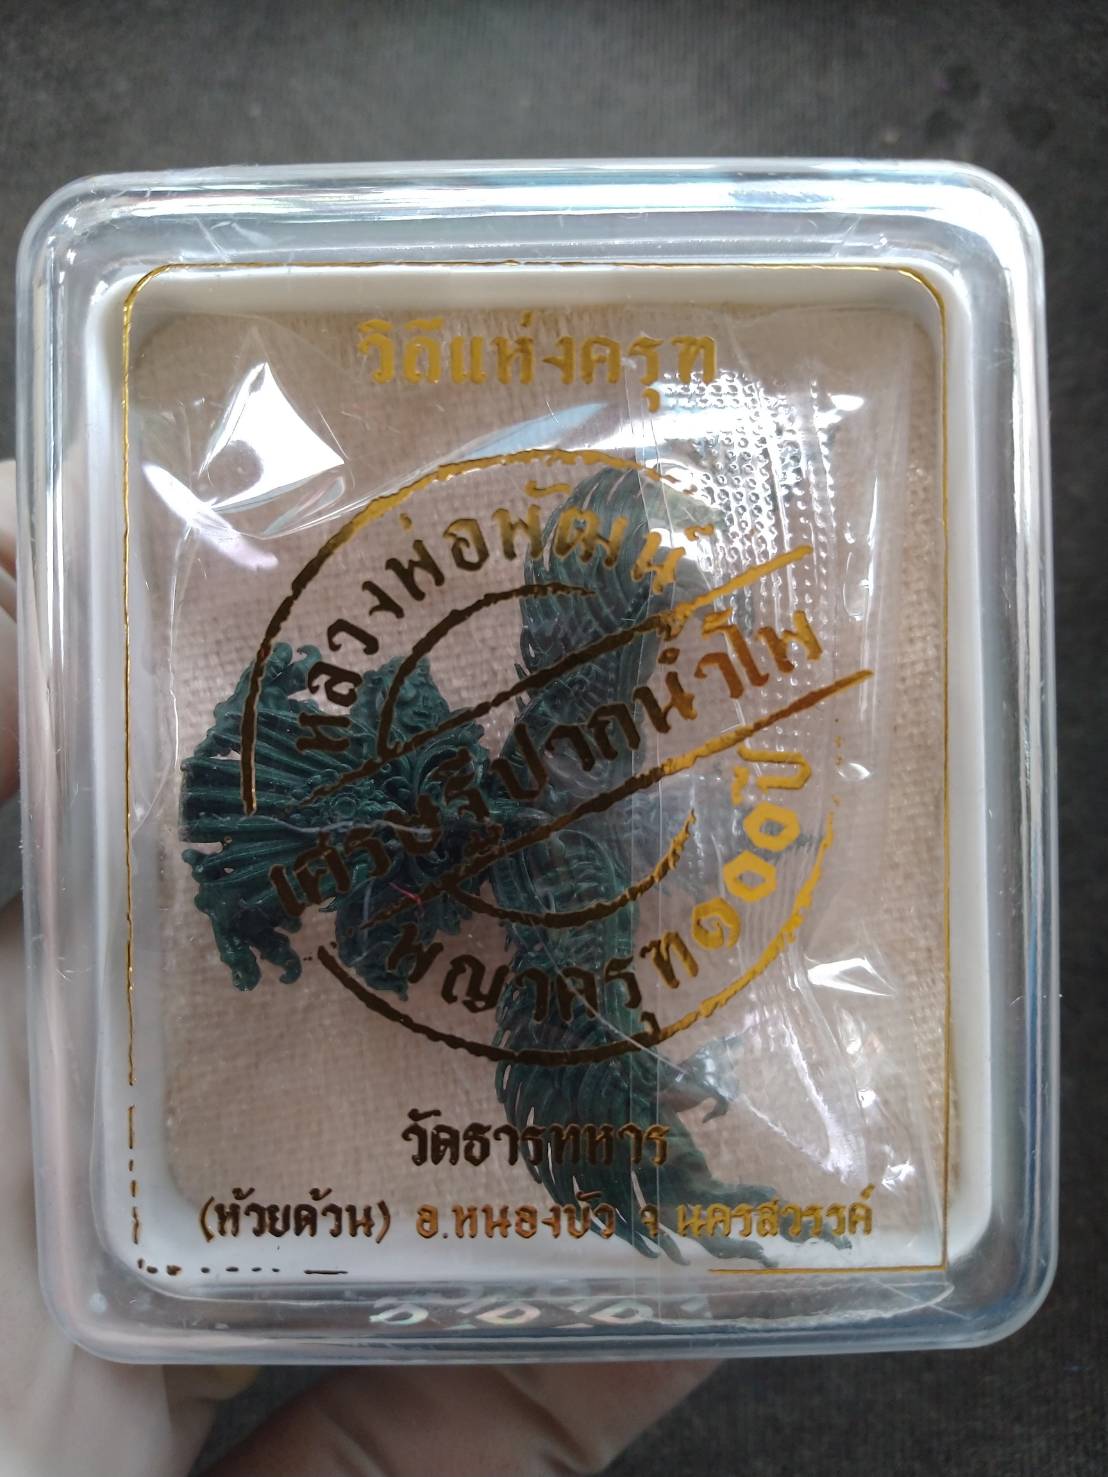 วิถีแห่งครุฑ
หลวงพ่อพัฒน์
เศรษฐีปากน้ำโพ
พญาครุฑ๑๐๐ปี
วัดธารทหาร
(ห้วยด้วน) อ.หนองบัว จ.นครสวรรค์